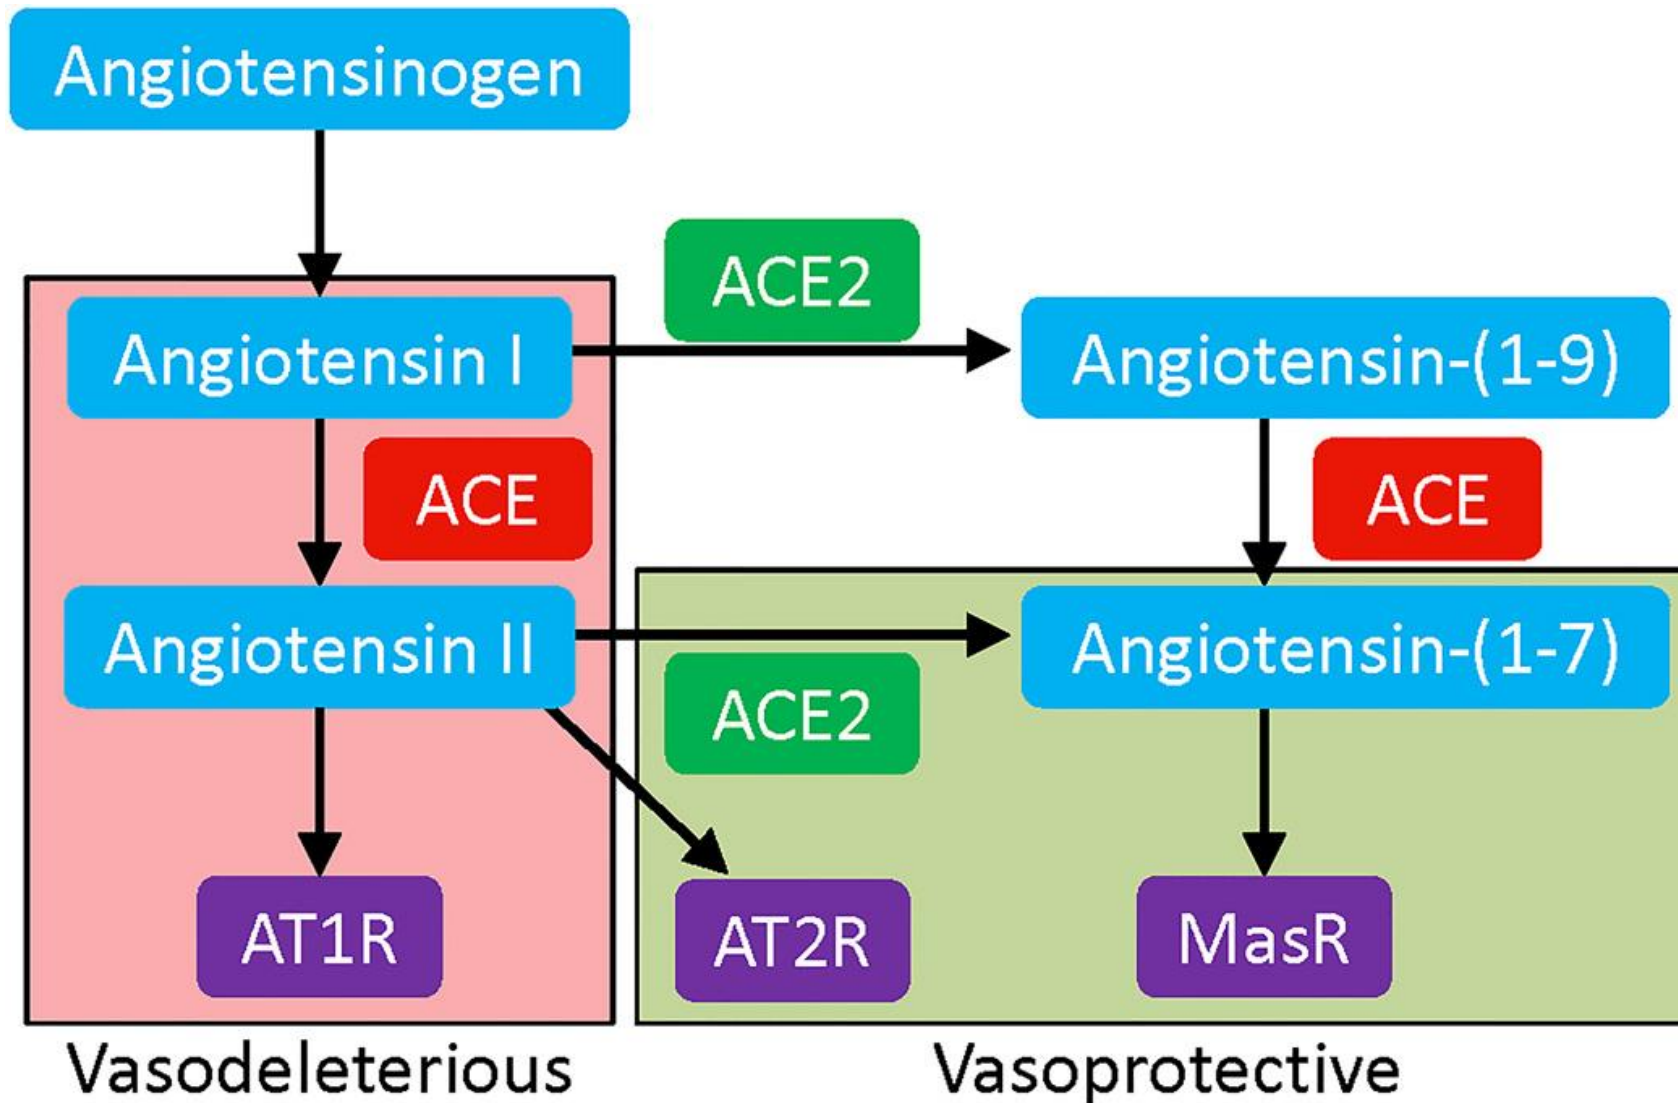 Angiotensinogen
ACE2
Angiotensin I
Angiotensin-(1-9)
ACE
ACE
Angiotensin II
Angiotensin-(1-7)
ACE2
AT1R
AT2R
MasR
Vasodeleterious
Vasoprotective